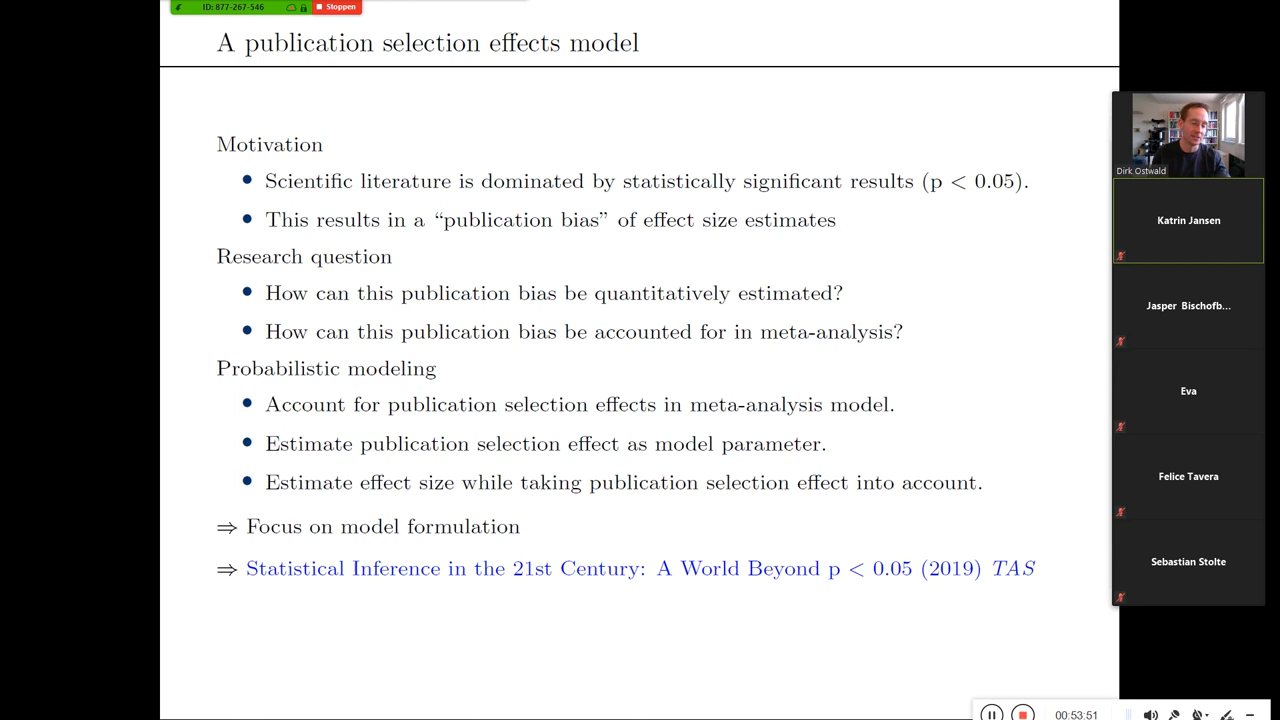 ID: 877-267-546
Stoppen
A publication selection effects model
Motivation
• Scientific literature is dominated by statistically significant results (p < 0.05).
• This results in a “publication bias” of effect size estimates
Research question
• How can this publication bias be quantitatively estimated?
• How can this publication bias be accounted for in meta-analysis?
Probabilistic modeling
• Account for publication selection effects in meta-analysis model.
• Estimate publication selection effect as model parameter.
• Estimate effect size while taking publication selection effect into account.
⇒ Focus on model formulation
⇒ Statistical Inference in the 21st Century: A World Beyond p < 0.05 (2019) TAS
Dirk Ostwald
Katrin Jansen
Jasper Bischofb...
Eva
Felice Tavera
Sebastian Stolte
00:53:51